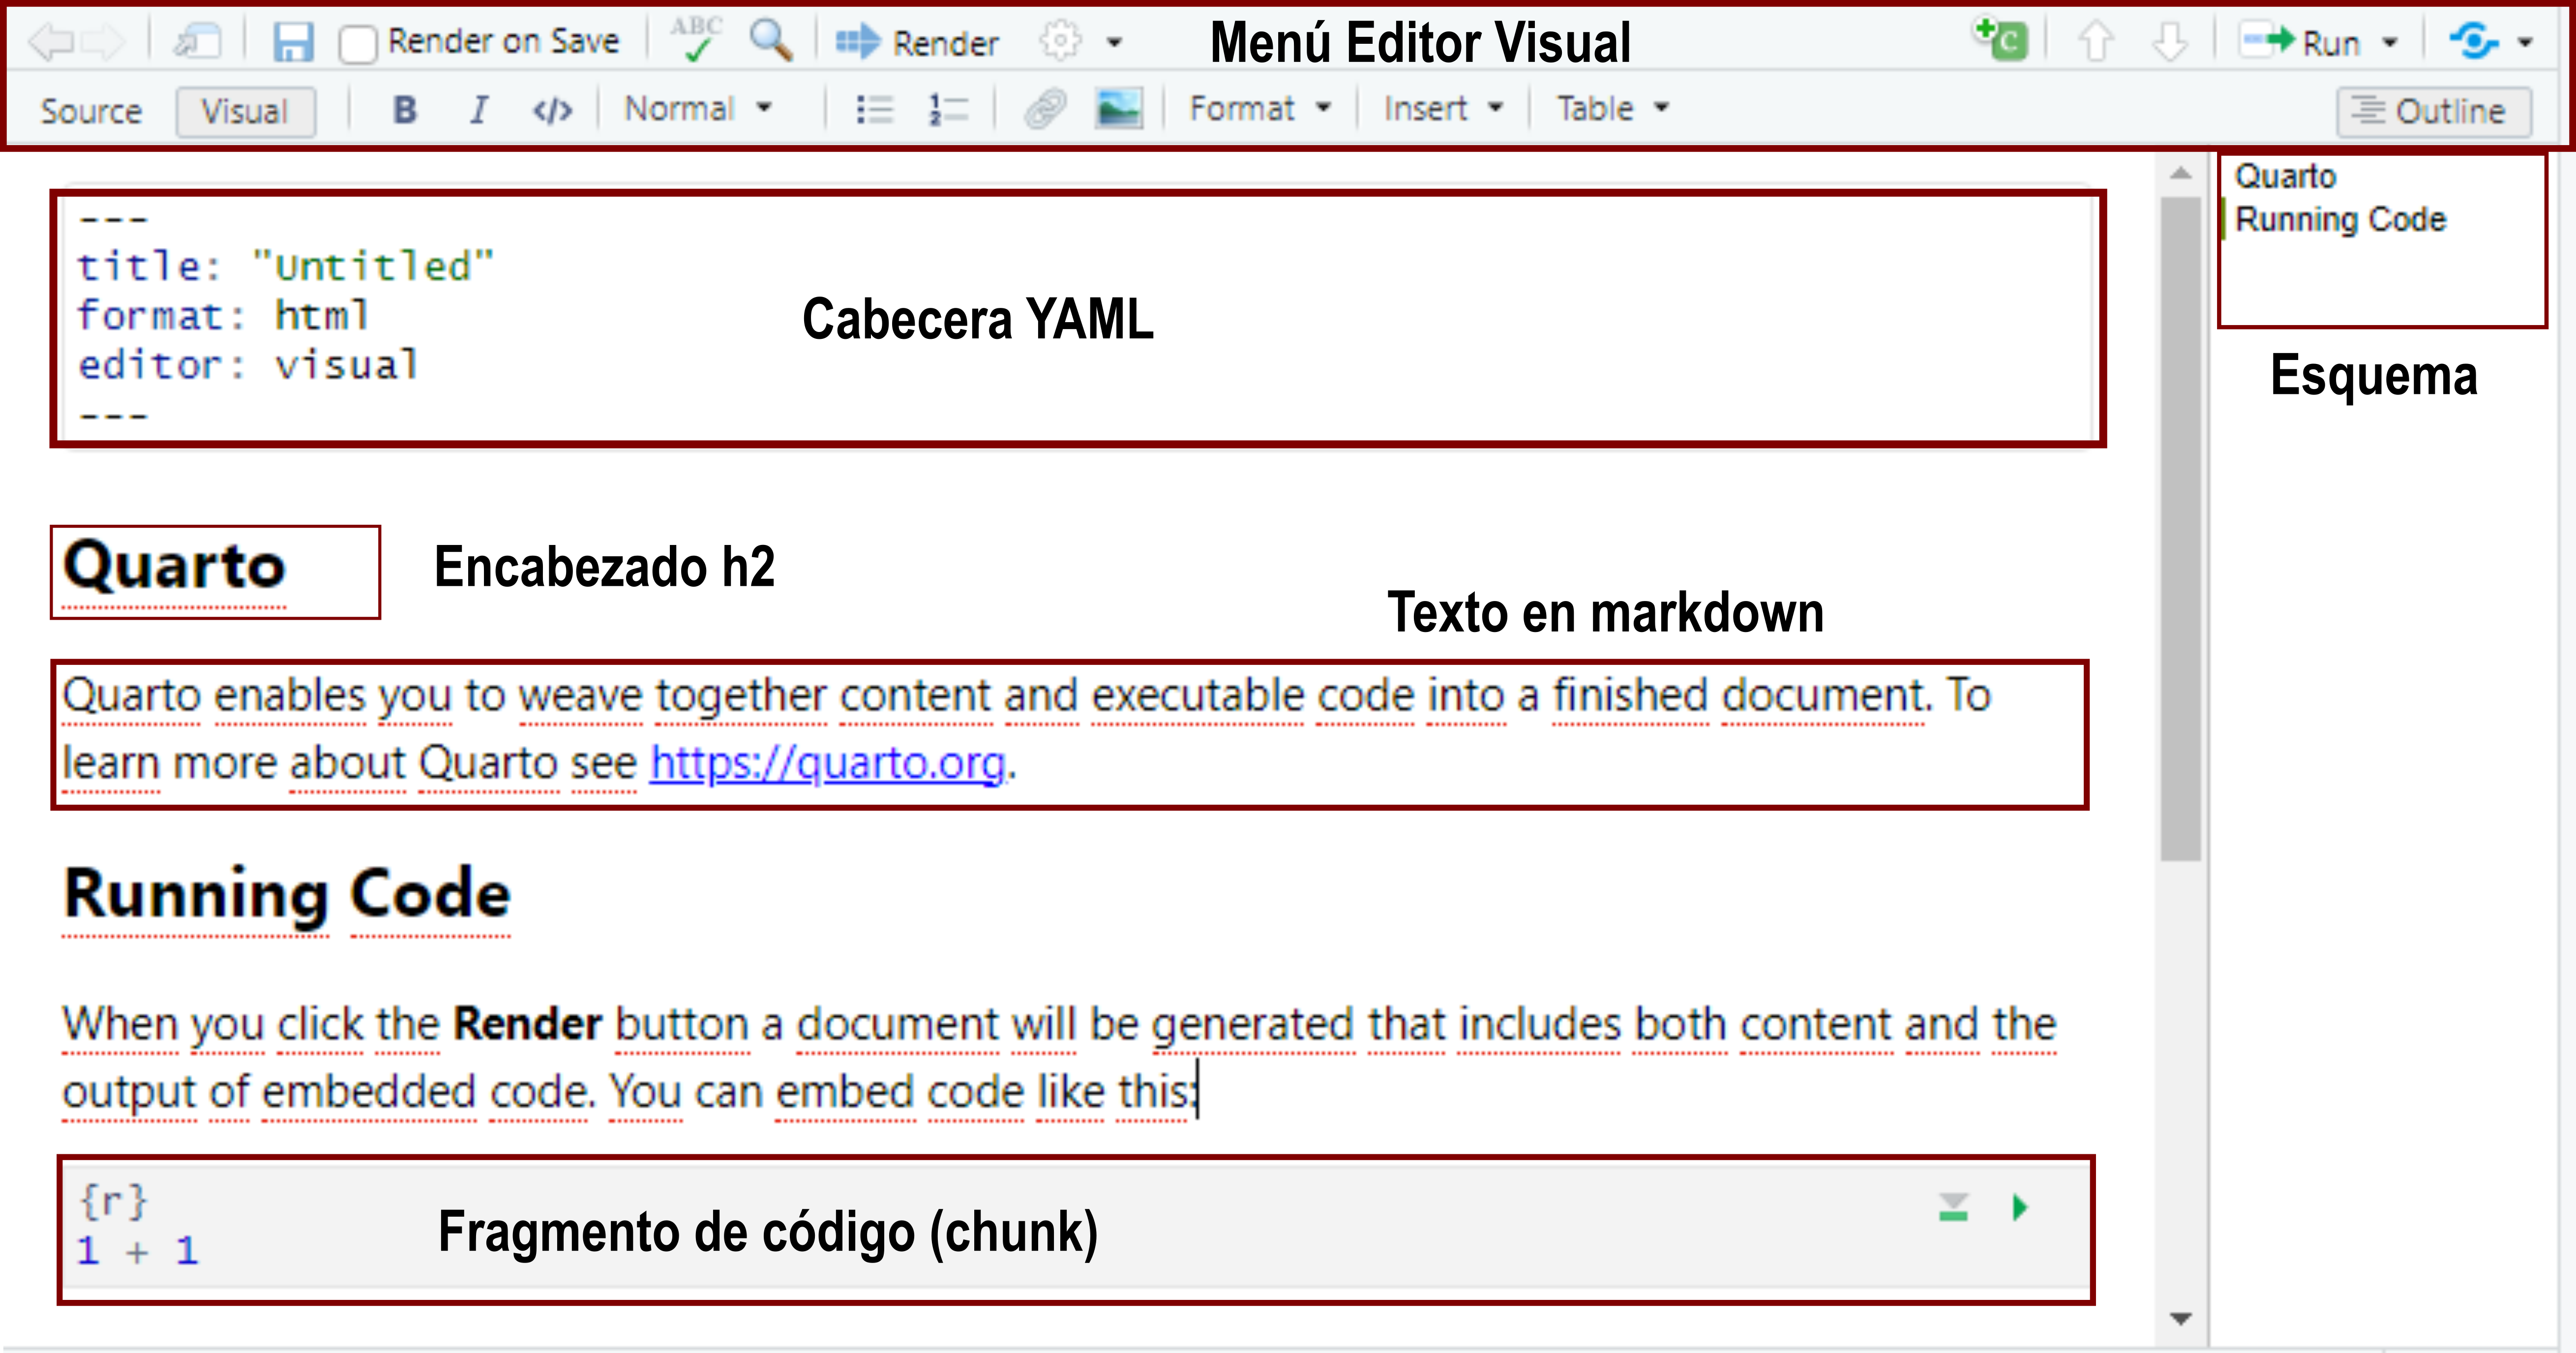 Render on Save ABC Render Menú Editor Visual C Run
Source Visual B I </> Normal Format Insert Table Outline
---
title: "Untitled"
format: html
editor: visual
---
Cabecera YAML
Quarto
Running Code
Esquema
Quarto
Encabezado h2
Texto en markdown
Quarto enables you to weave together content and executable code into a finished document. To
learn more about Quarto see https://quarto.org.
Running Code
When you click the Render button a document will be generated that includes both content and the
output of embedded code. You can embed code like this:
{r}
1 + 1
Fragmento de código (chunk)